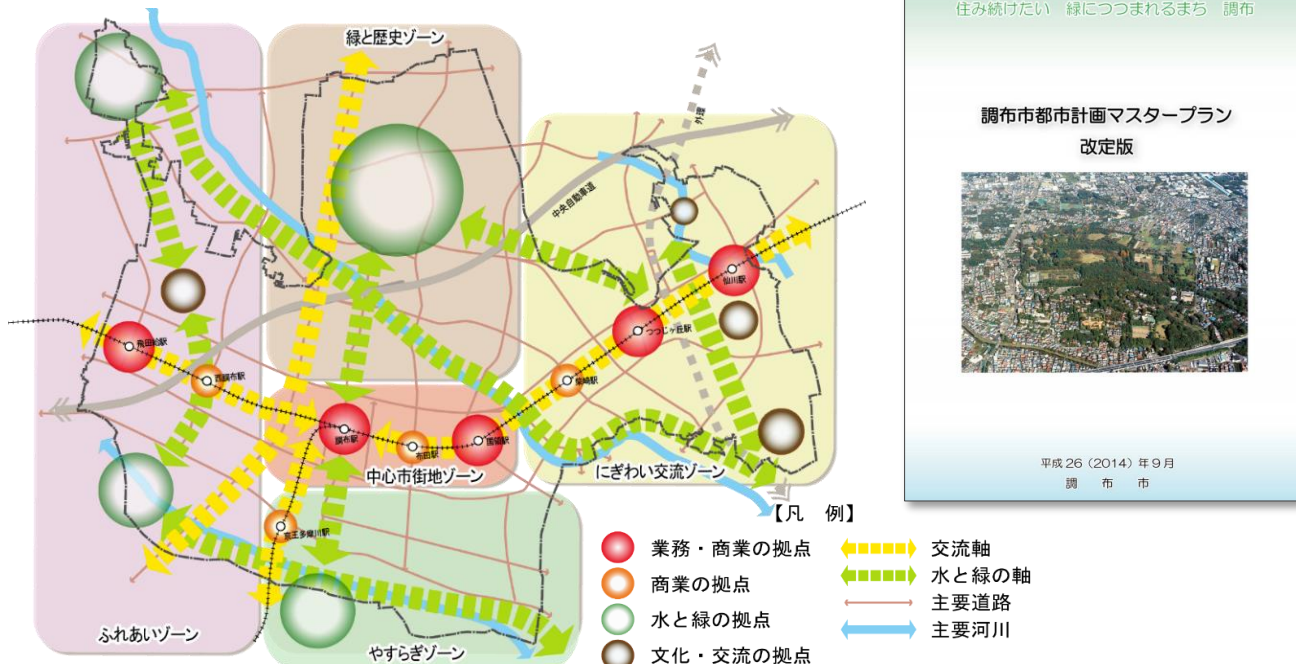 緑と歴史ゾーン
外環
中央自動車道
仙川駅
つつじヶ丘駅
飛田給駅
西調布駅
柴崎駅
調布駅
布田駅
国領駅
中心市街地ゾーン
にぎわい交流ゾーン
京王多摩川駅
ふれあいゾーン
やすらぎゾーン
【凡 例】
業務・商業の拠点
商業の拠点
水と緑の拠点
文化・交流の拠点
交流軸
水と緑の軸
主要道路
主要河川
住み続けたい 緑につつまれるまち 調布
調布市都市計画マスタープラン
改定版
平成26(2014)年9月
調 布 市